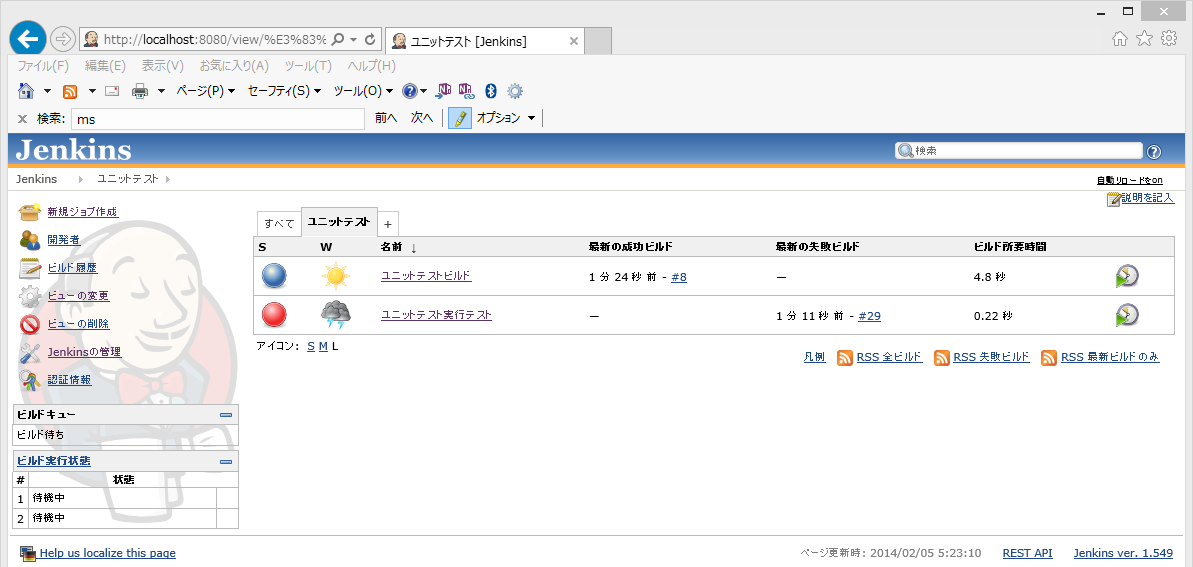 http://localhost:8080/view/%E3%83%
ユニットテスト [Jenkins]
ファイル(F) 編集(E) 表示(V) お気に入り(A) ツール(T) ヘルプ(H)
ページ(P) セーフティ(S) ツール(O)
検索: ms 前へ 次へ オプション
Jenkins
検索
Jenkins ユニットテスト
自動リロードをon
説明を記入
新規ジョブ作成
開発者
ビルド履歴
ビューの変更
ビューの削除
Jenkinsの管理
認証情報
ビルドキュー
ビルド待ち
ビルド実行状態
# 状態
1 待機中
2 待機中
すべて ユニットテスト +
S W 名前 ↓ 最新の成功ビルド 最新の失敗ビルド ビルド所要時間
ユニットテストビルド 1 分 24 秒 前 - #8 — 4.8 秒
ユニットテスト実行テスト — 1 分 11 秒 前 - #29 0.22 秒
アイコン: S M L
凡例 RSS 全ビルド RSS 失敗ビルド RSS 最新ビルドのみ
Help us localize this page
ページ更新時: 2014/02/05 5:23:10 REST API Jenkins ver. 1.549